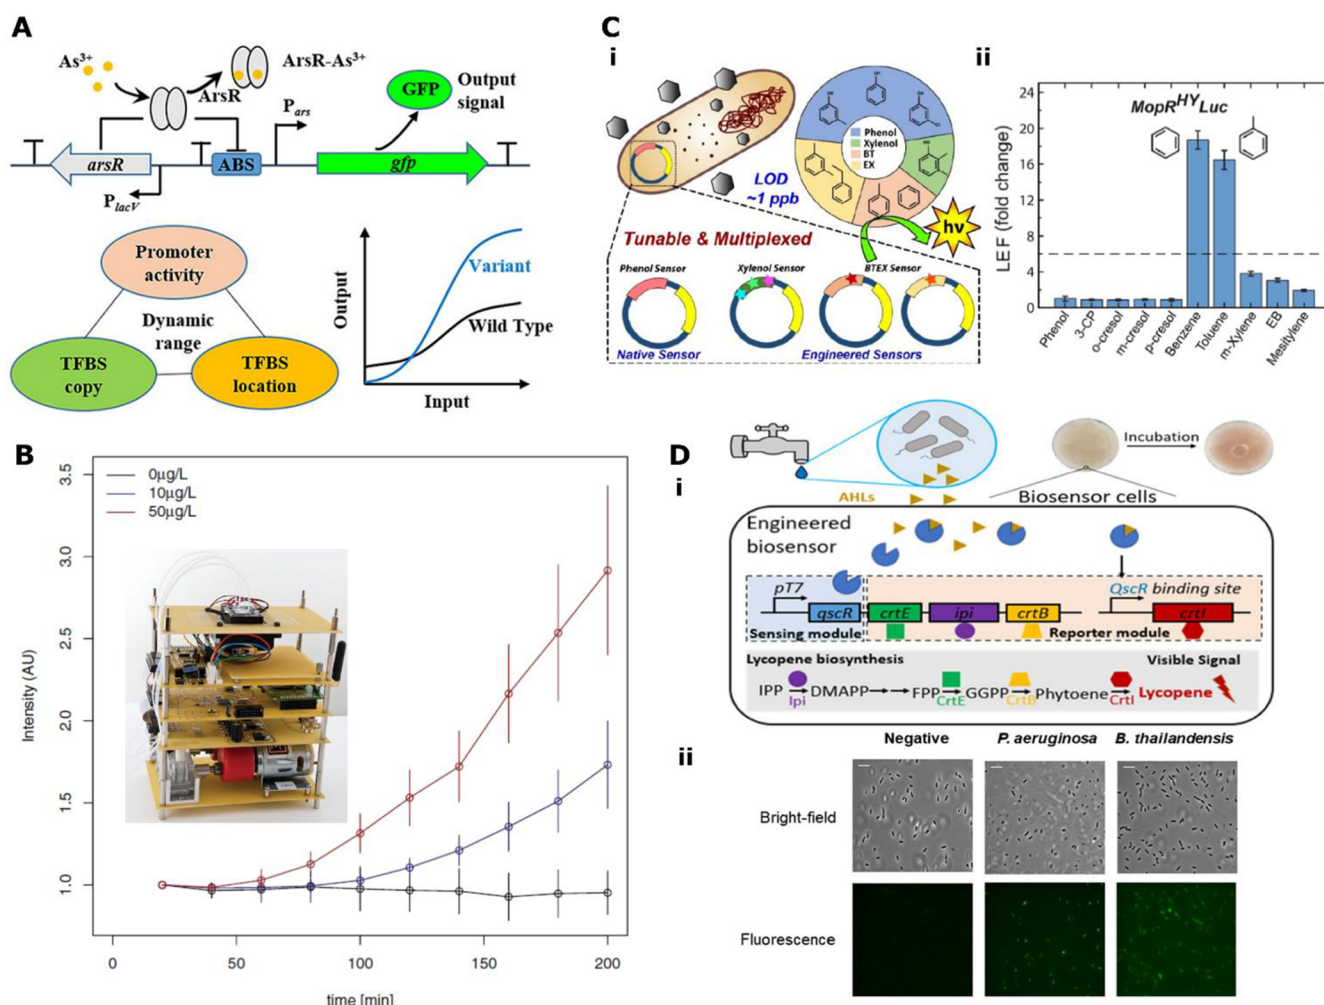 A
As3+
ArsR-As3+
ArsR
Pars
GFP
Output
signal
arsR
ABS
gfp
PlacV
Promoter
activity
Dynamic
range
TFBS
copy
TFBS
location
Output
Variant
Wild Type
Input
B
0µg/L
10µg/L
50µg/L
Intensity (AU)
3.5
3.0
2.5
2.0
1.5
1.0
0
50
100
150
200
time [min]
C
i
Phenol
Xylenol
BT
EX
LOD
~1 ppb
hν
Tunable & Multiplexed
Phenol Sensor
Xylenol Sensor
BTEX Sensor
Native Sensor
Engineered Sensors
ii
MopRHYLuc
LEF (fold change)
24
20
16
12
8
4
0
Phenol
3-CP
o-cresol
m-cresol
p-cresol
Benzene
Toluene
m-Xylene
EB
Mesitylene
D
i
Incubation
AHLs
Biosensor cells
Engineered
biosensor
pT7
QscR binding site
qscR
crtE
ipi
crtB
crtI
Sensing module
Reporter module
Lycopene biosynthesis
Visible Signal
IPP
DMAPP
FPP
GGPP
Phytoene
Lycopene
Ipi
CrtE
CrtB
CrtI
ii
Negative
P. aeruginosa
B. thailandensis
Bright-field
Fluorescence